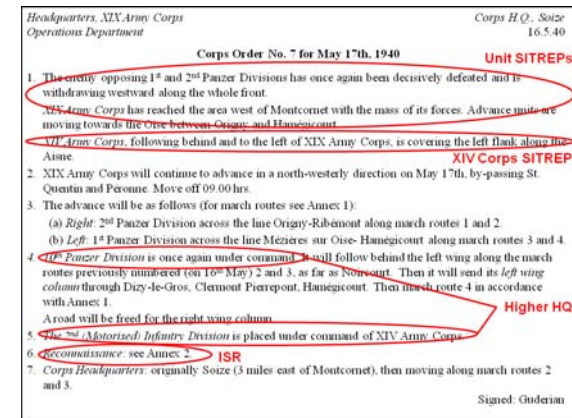 Headquarters, XIX Army Corps
Corps H.Q., Soize
Operations Department
16.5.40
Corps Order No. 7 for May 17th, 1940
Unit SITREPs
1. The enemy opposing 1st and 2nd Panzer Divisions has once again been decisively defeated and is
withdrawing westward along the whole front.
XIX Army Corps has reached the area west of Montcornet with the mass of its forces. Advance units are
moving towards the Oise between Origny and Hamégicourt.
Army Corps, following behind and to the left of XIX Army Corps, is covering the left flank along the
Aisne.
XIV Corps SITREP
2. XIX Army Corps will continue to advance in a north-westerly direction on May 17th, by-passing St.
Quentin and Péronne. Move off 09.00 hrs.
3. The advance will be as follows (for march routes see Annex 1):
(a) Right: 2nd Panzer Division across the line Origny-Ribémont along march routes 1 and 2.
(b) Left: 1st Panzer Division across the line Mézières sur Oise- Hamégicourt along march routes 3 and 4.
4. 10th Panzer Division is once again under command. It will follow behind the left wing along the march
routes previously numbered (on 16th May) 2 and 3, as far as Noircourt. Then it will send its left wing
column through Dizy-le-Gros, Clermont Pierrepont, Hamégicourt. Then march route 4 in accordance
with Annex 1.
Higher HQ
A road will be freed for the right wing column.
5. The 2nd (Motorised) Infantry Division is placed under command of XIV Army Corps.
6. Reconnaissance: see Annex 2.
ISR
7. Corps Headquarters: originally Soize (3 miles east of Montcornet), then moving along march routes 2
and 3.
Signed: Guderian